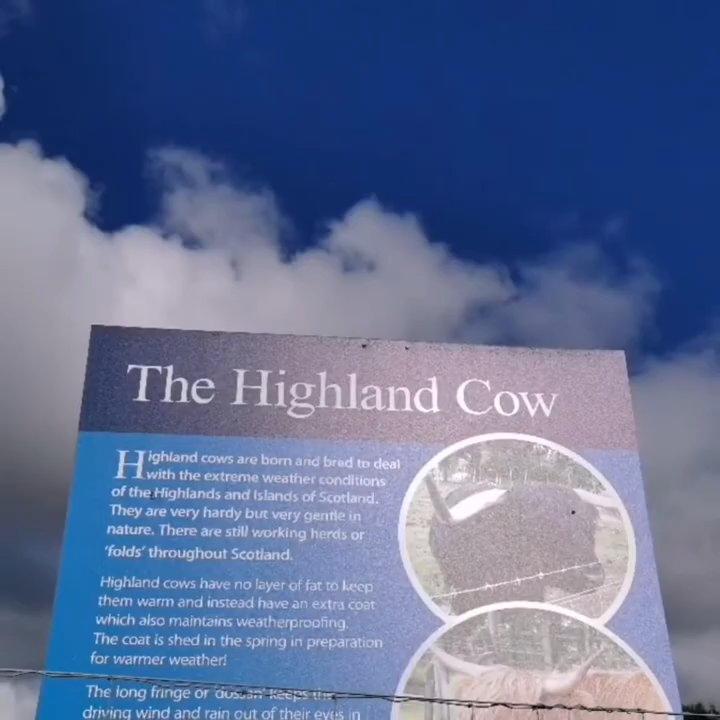 The Highland Cow
Highland cows are born and bred to deal
with the extreme weather conditions
of the Highlands and Islands of Scotland.
They are very hardy but very gentle in
nature. There are still working herds or
'folds' throughout Scotland.
Highland cows have no layer of fat to keep
them warm and instead have an extra coat
which also maintains weatherproofing.
The coat is shed in the spring in preparation
for warmer weather!
The long fringe or 'dossan' keeps the
driving wind and rain out of their eyes in